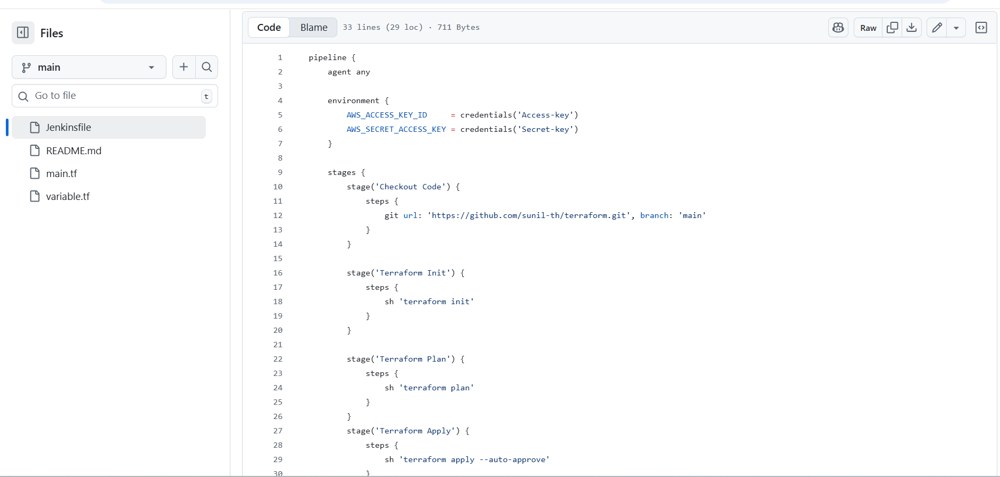 Files
main
Go to file
t
Jenkinsfile
README.md
main.tf
variable.tf
Code Blame 33 lines (29 loc) · 711 Bytes Raw
1 pipeline {
2 agent any
3
4 environment {
5 AWS_ACCESS_KEY_ID = credentials('Access-key')
6 AWS_SECRET_ACCESS_KEY = credentials('Secret-key')
7 }
8
9 stages {
10 stage('Checkout Code') {
11 steps {
12 git url: 'https://github.com/sunil-th/terraform.git', branch: 'main'
13 }
14 }
15
16 stage('Terraform Init') {
17 steps {
18 sh 'terraform init'
19 }
20 }
21
22 stage('Terraform Plan') {
23 steps {
24 sh 'terraform plan'
25 }
26 }
27 stage('Terraform Apply') {
28 steps {
29 sh 'terraform apply --auto-approve'
30 }